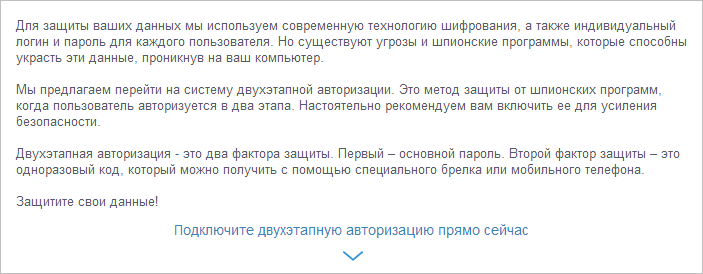 Для защиты ваших данных мы используем современную технологию шифрования, а также индивидуальный
логин и пароль для каждого пользователя. Но существуют угрозы и шпионские программы, которые способны
украсть эти данные, проникнув на ваш компьютер.
Мы предлагаем перейти на систему двухэтапной авторизации. Это метод защиты от шпионских программ,
когда пользователь авторизуется в два этапа. Настоятельно рекомендуем вам включить ее для усиления
безопасности.
Двухэтапная авторизация - это два фактора защиты. Первый – основной пароль. Второй фактор защиты – это
одноразовый код, который можно получить с помощью специального брелка или мобильного телефона.
Защитите свои данные!
Подключите двухэтапную авторизацию прямо сейчас